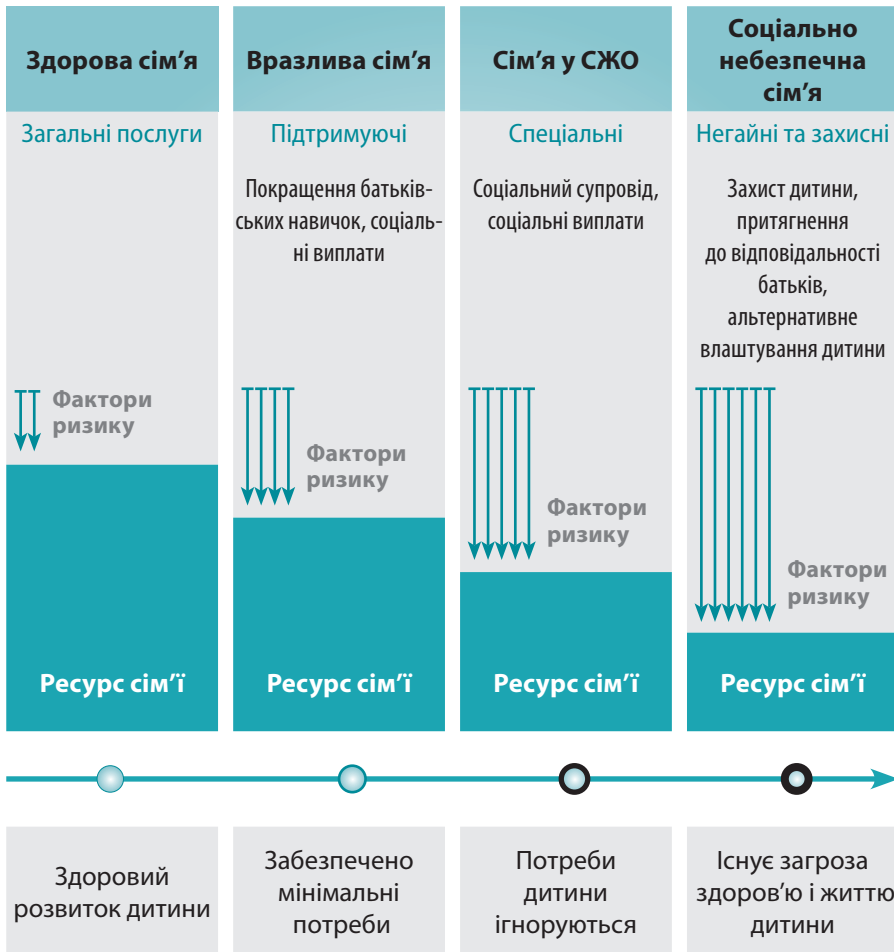 Здорова сім’я
Загальні послуги
Фактори
ризику
Ресурс сім’ї
Здоровий
розвиток дитини
Вразлива сім’я
Підтримуючі
Покращення батьків-
ських навичок, соціаль-
ні виплати
Фактори
ризику
Ресурс сім’ї
Забезпечено
мінімальні
потреби
Сім’я у СЖО
Спеціальні
Соціальний супровід,
соціальні виплати
Фактори
ризику
Ресурс сім’ї
Потреби
дитини
ігноруються
Соціально
небезпечна
сім’я
Негайні та захисні
Захист дитини,
притягнення
до відповідальності
батьків,
альтернативне
влаштування дитини
Фактори
ризику
Ресурс сім’ї
Існує загроза
здоров’ю і життю
дитини